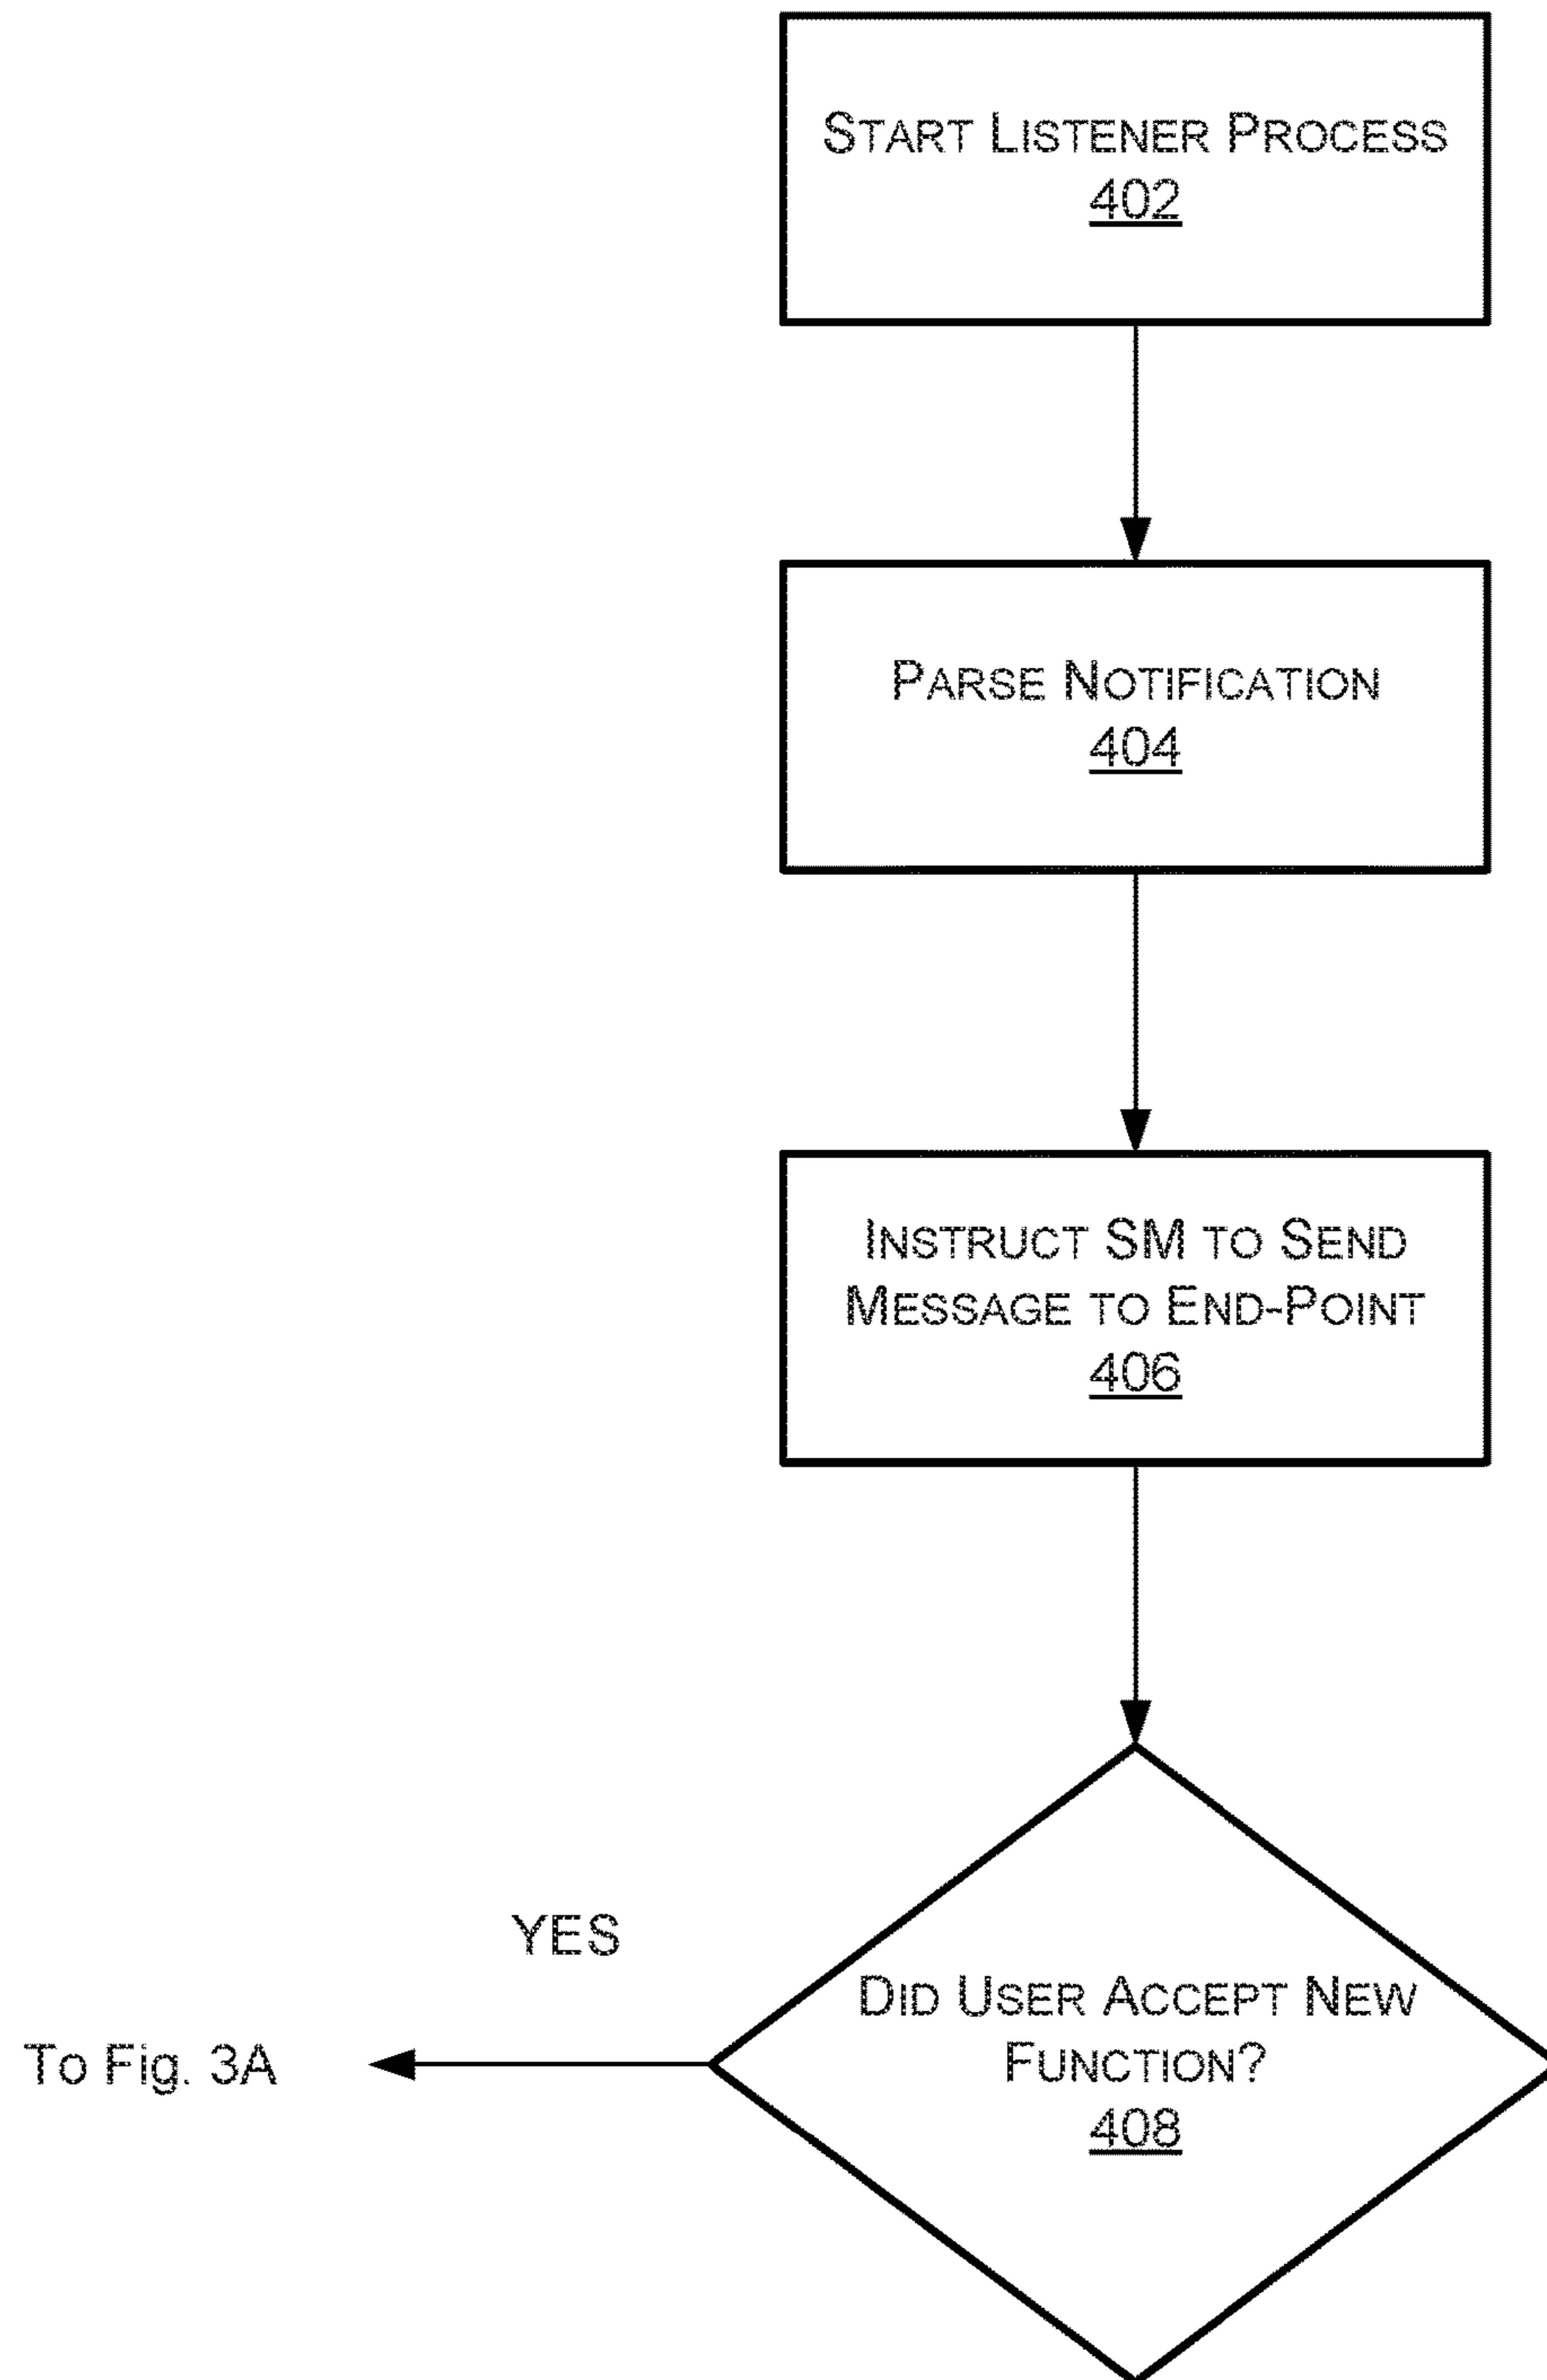 START LISTENER PROCESS
402
PARSE NOTIFICATION
404
INSTRUCT SM TO SEND
MESSAGE TO END-POINT
406
YES
DID USER ACCEPT NEW
FUNCTION?
408
To Fig. 3A